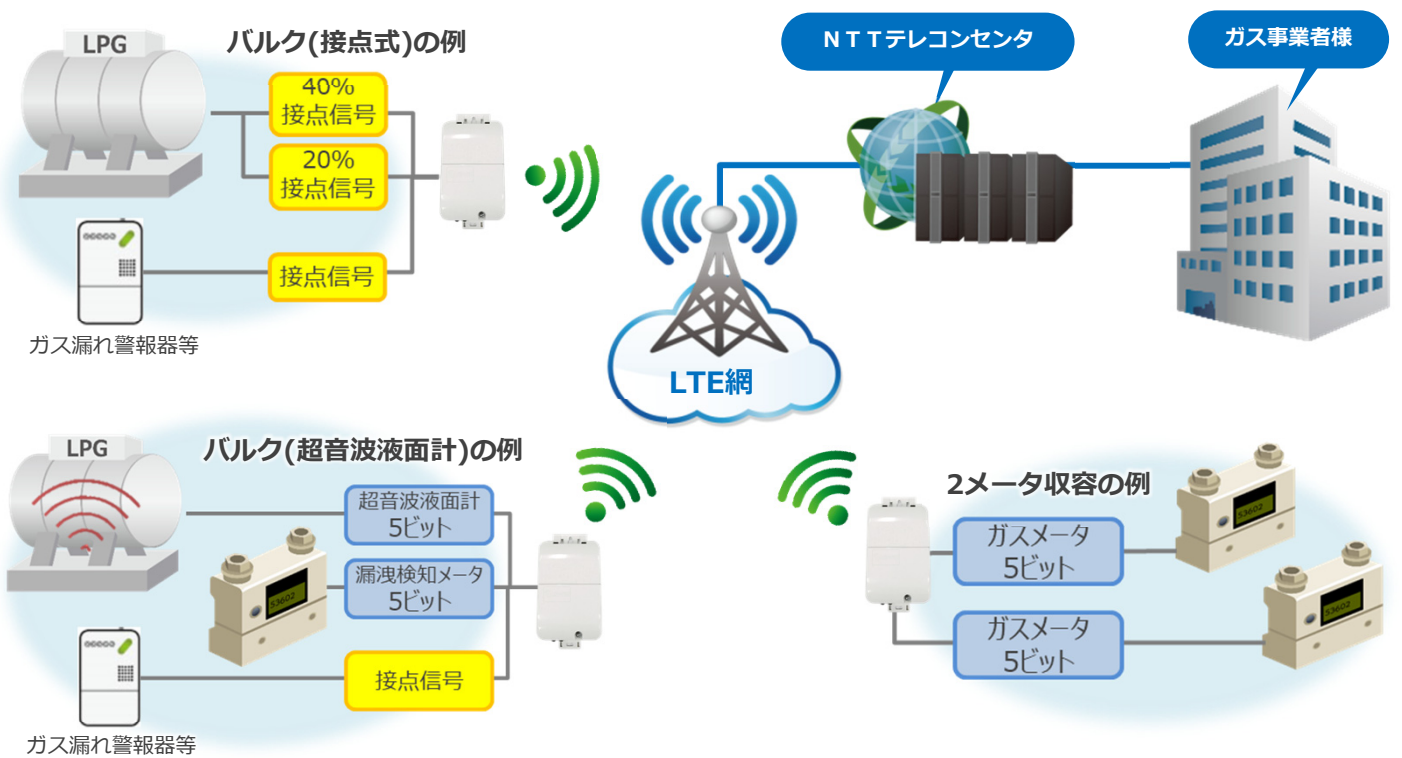 LPG
バルク(接点式)の例
40%
接点信号
20%
接点信号
接点信号
ガス漏れ警報器等
NTTテレコンセンタ
ガス事業者様
LTE網
LPG
バルク(超音波液面計)の例
超音波液面計
5ビット
漏洩検知メータ
5ビット
53602
接点信号
ガス漏れ警報器等
2メータ収容の例
ガスメータ
5ビット
53602
ガスメータ
5ビット
53602